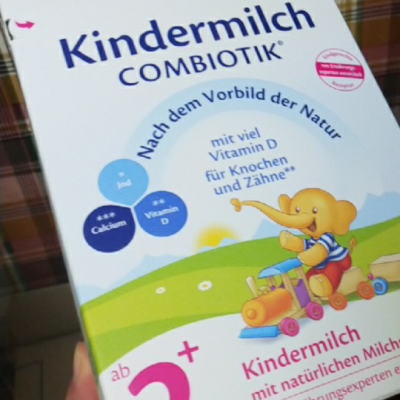 Kindermilch
COMBIOTIK®
Nach dem Vorbild der Natur
mit viel
Vitamin D
für Knochen
und Zähne**
*
Jod
***
Calcium
**
Vitamin
D
ab
2+
Kindermilch
mit natürlichen